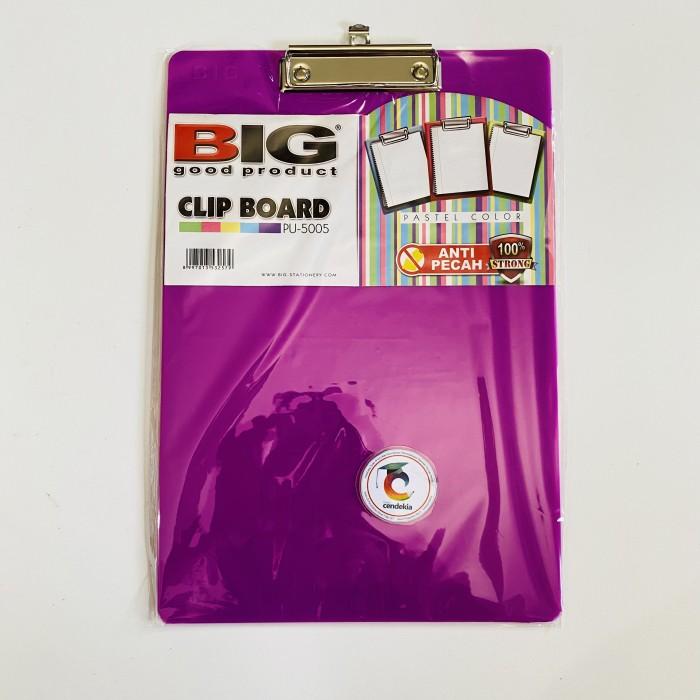 BIG
BIG®
good product
CLIP BOARD
PU-5005
WWW.BIG-STATIONERY.COM
PASTEL COLOR
ANTI
PECAH
100%
STRONG
cendekia